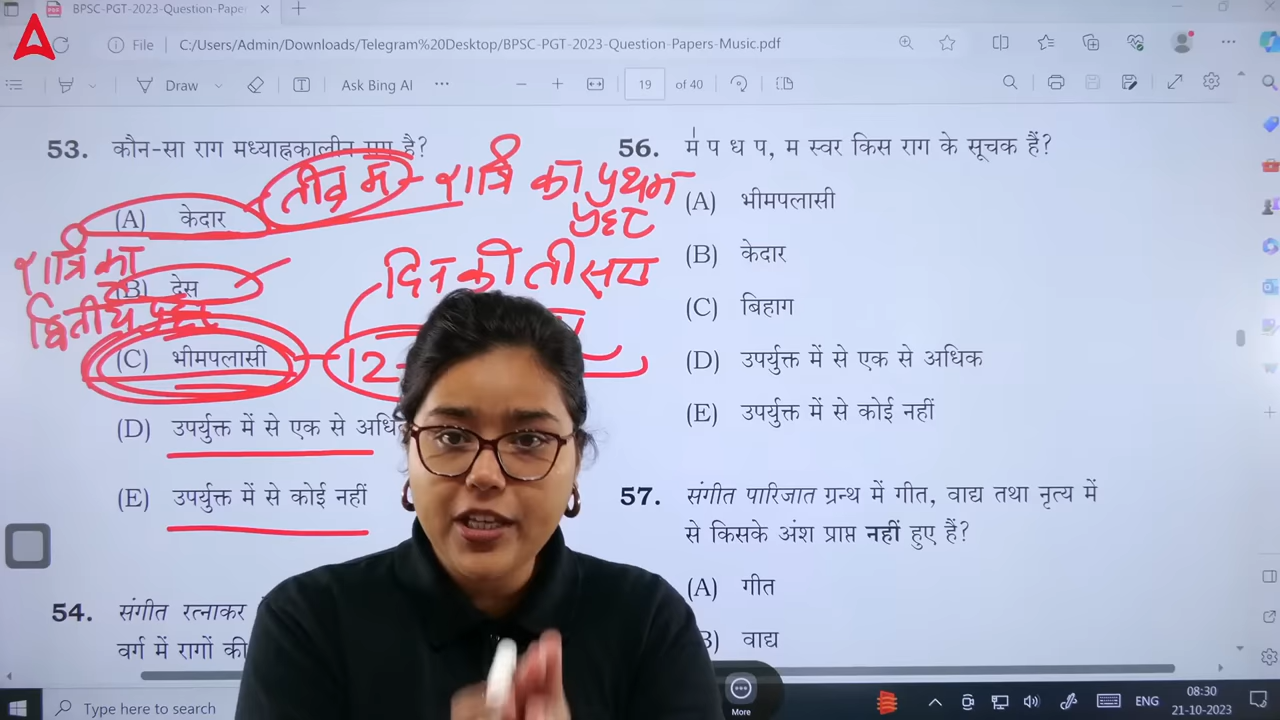 BPSC-PGT-2023-Question-Pape
File C:/Users/Admin/Downloads/Telegram%20Desktop/BPSC-PGT-2023-Question-Papers-Music.pdf
Draw Ask Bing AI 19 of 40
53. कौन-सा राग मध्याह्नकालीन राग है?
तीव्र म - रात्रि का प्रथम
प्रहर
(A) केदार
रात्रि का
(B) देस
द्वितीय प्रहर
दिन की
(C) भीमपलासी
12-
(D) उपर्युक्त में से एक से अधि
(E) उपर्युक्त में से कोई नहीं
54. संगीत रत्नाकर
वर्ग में रागों की
56. म॑ प ध प, म स्वर किस राग के सूचक हैं?
(A) भीमपलासी
(B) केदार
(C) बिहाग
(D) उपर्युक्त में से एक से अधिक
(E) उपर्युक्त में से कोई नहीं
57. संगीत पारिजात ग्रन्थ में गीत, वाद्य तथा नृत्य में
से किसके अंश प्राप्त नहीं हुए हैं?
(A) गीत
B) वाद्य
More
Type here to search
ENG 08:30
21-10-2023